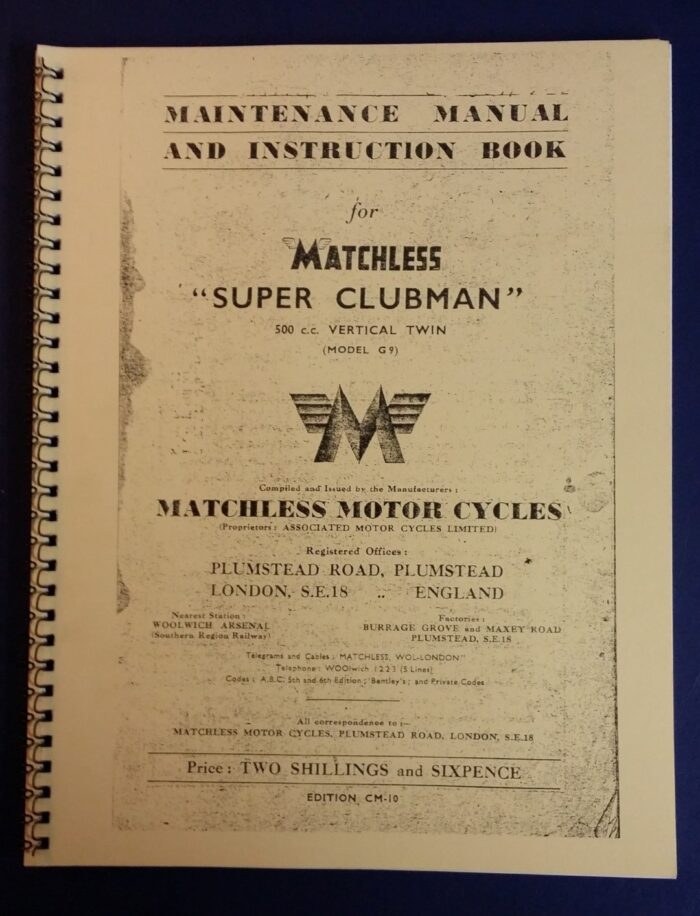 MAINTENANCE MANUAL
AND INSTRUCTION BOOK
for
MATCHLESS
"SUPER CLUBMAN"
500 c.c. VERTICAL TWIN
(MODEL G9)
M
Compiled and Issued by the Manufacturers :
MATCHLESS MOTOR CYCLES
(Proprietors : ASSOCIATED MOTOR CYCLES LIMITED)
Registered Offices :
PLUMSTEAD ROAD, PLUMSTEAD
LONDON, S.E.18 .. ENGLAND
Nearest Station :
WOOLWICH ARSENAL
(Southern Region Railway)
Factories :
BURRAGE GROVE and MAXEY ROAD
PLUMSTEAD, S.E.18
Telegrams and Cables : "MATCHLESS, WOL-LONDON"
Telephone : WOOlwich 1223 (5 Lines)
Codes : A.B.C. 5th and 6th Edition ; Bentley's ; and Private Codes
All correspondence to :—
MATCHLESS MOTOR CYCLES, PLUMSTEAD ROAD, LONDON, S.E.18
Price : TWO SHILLINGS and SIXPENCE
EDITION CM-10